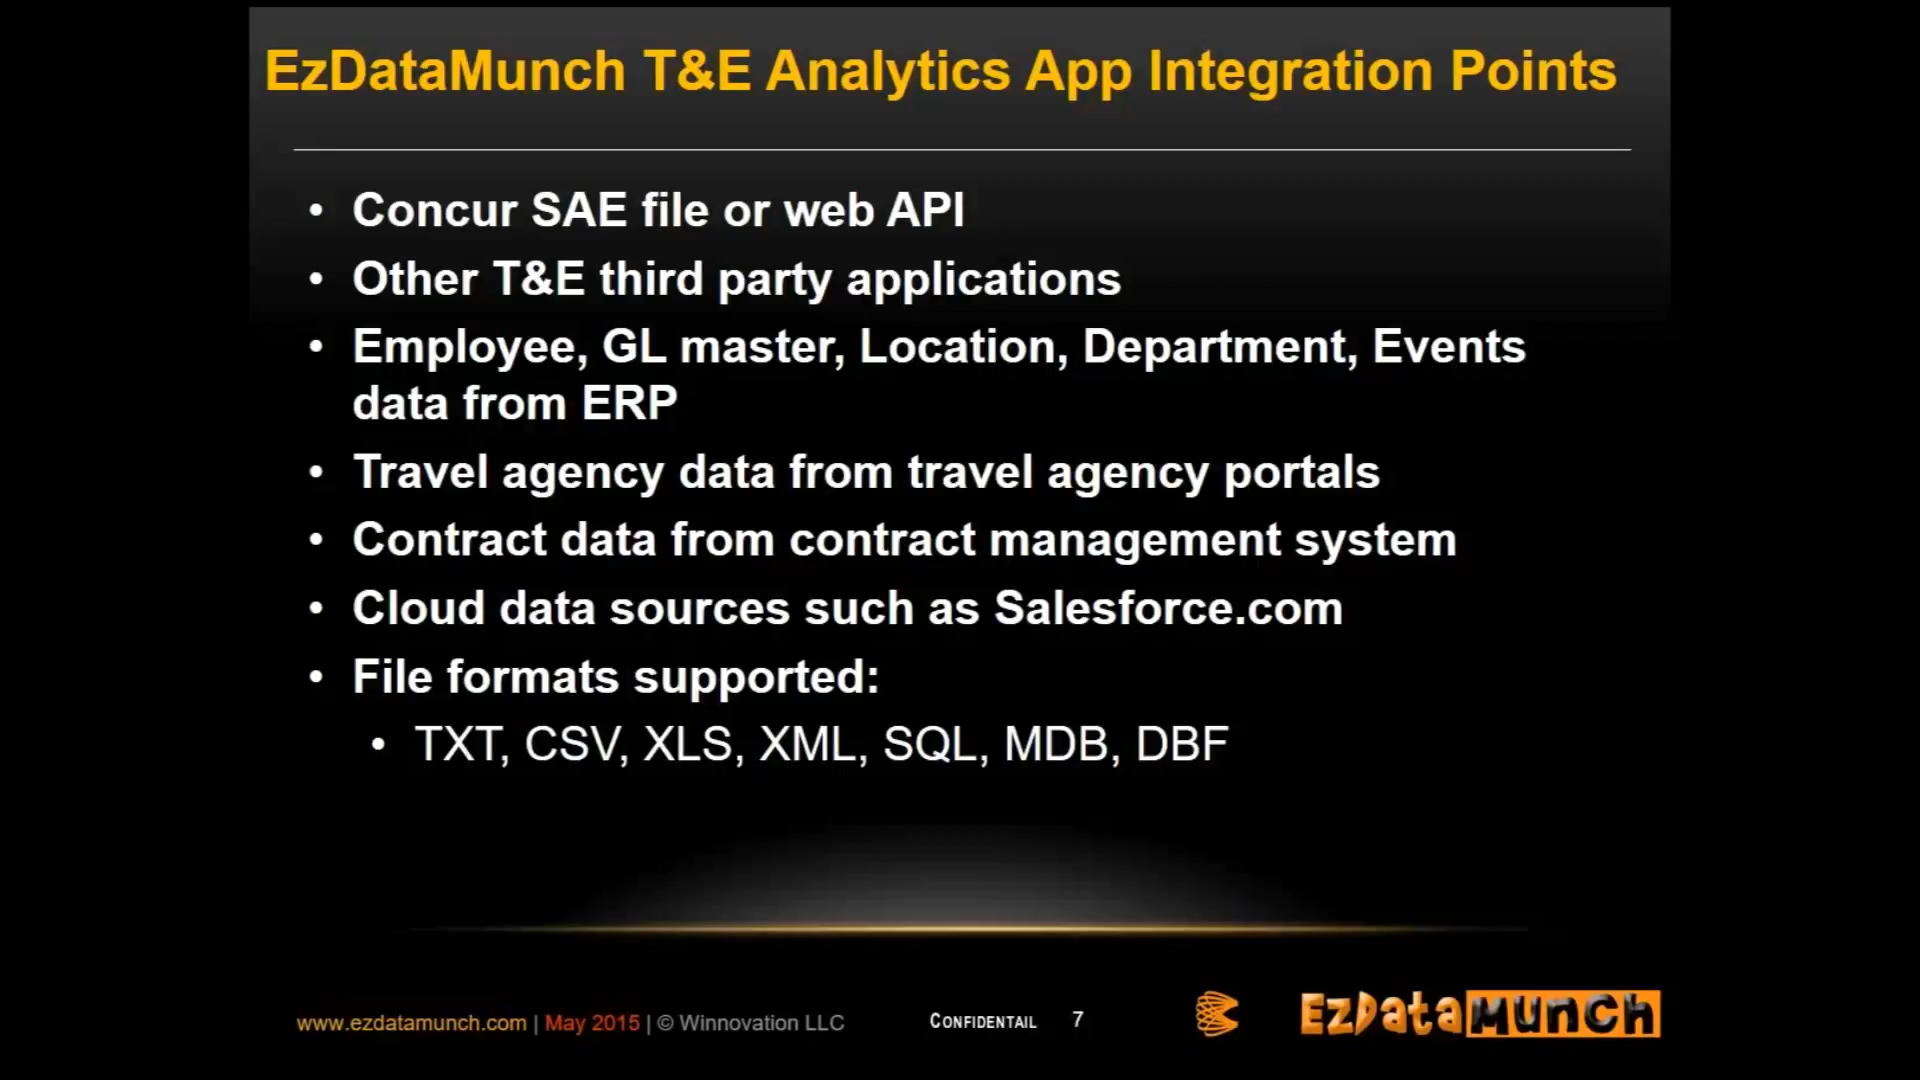 EzDataMunch T&E Analytics App Integration Points
• Concur SAE file or web API
• Other T&E third party applications
• Employee, GL master, Location, Department, Events
data from ERP
• Travel agency data from travel agency portals
• Contract data from contract management system
• Cloud data sources such as Salesforce.com
• File formats supported:
• TXT, CSV, XLS, XML, SQL, MDB, DBF
www.ezdatamunch.com | May 2015 | © Winnovation LLC CONFIDENTAIL 7 EzDataMunch